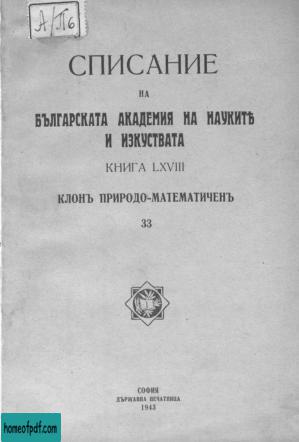 А/Пб
СПИСАНИЕ
НА
БЪЛГАРСКАТА АКАДЕМИЯ НА НАУКИТѢ
И ИЗКУСТВАТА
КНИГА LXVIII
КЛОНЪ ПРИРОДО-МАТЕМАТИЧЕНЪ
33
СОФИЯ
ДЪРЖАВНА ПЕЧАТНИЦА
1943
homeofpdf.com